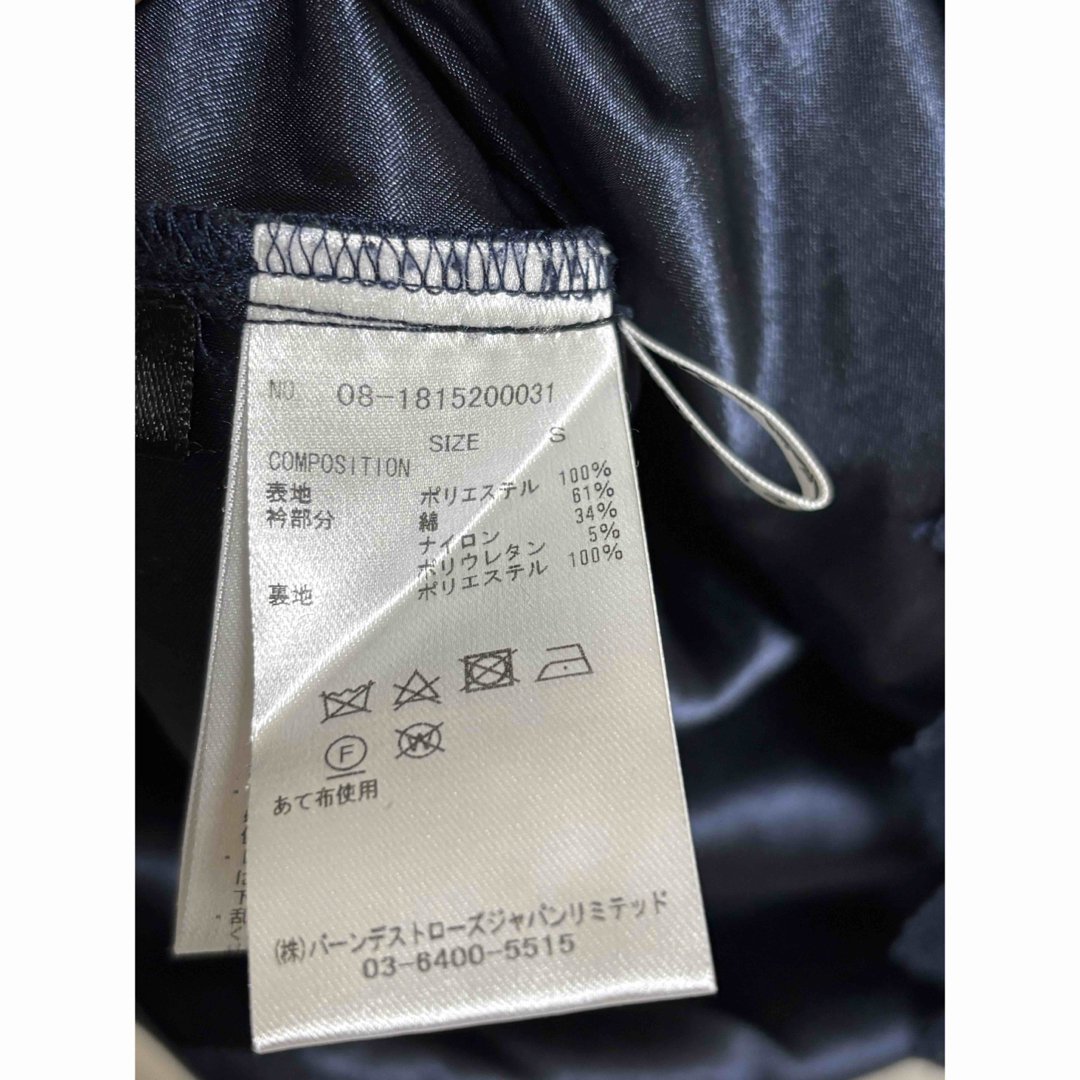 NO. 08-1815200031
SIZE S
COMPOSITION
表地 ポリエステル 100%
衿部分 綿 61%
ナイロン 34%
ポリウレタン 5%
裏地 ポリエステル 100%
F
W
あて布使用
(株)バーンデストローズジャパンリミテッド
03-6400-5515